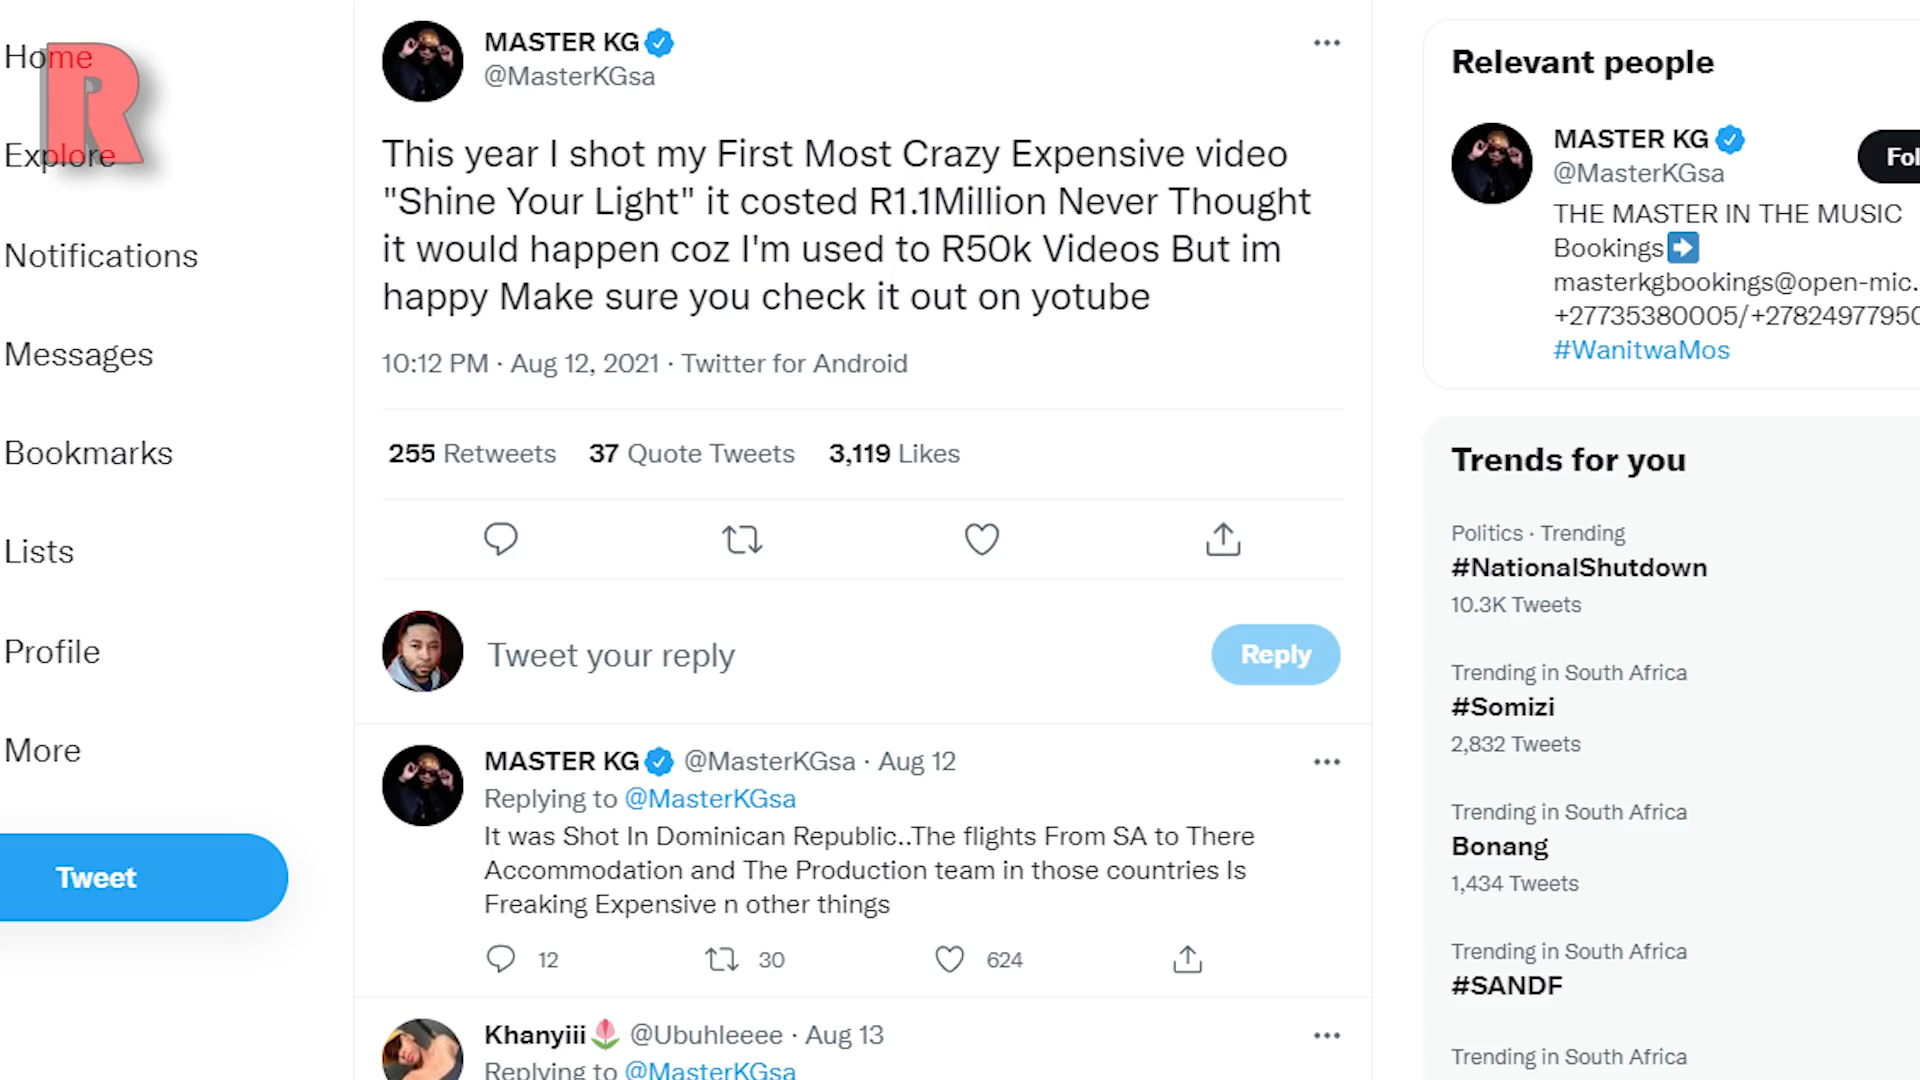 Home
R
Explore
Notifications
Messages
Bookmarks
Lists
Profile
More
Tweet
MASTER KG
@MasterKGsa
This year I shot my First Most Crazy Expensive video
"Shine Your Light" it costed R1.1Million Never Thought
it would happen coz I'm used to R50k Videos But im
happy Make sure you check it out on yotube
10:12 PM · Aug 12, 2021 · Twitter for Android
255 Retweets 37 Quote Tweets 3,119 Likes
Tweet your reply
Reply
MASTER KG @MasterKGsa · Aug 12
Replying to @MasterKGsa
It was Shot In Dominican Republic..The flights From SA to There
Accommodation and The Production team in those countries Is
Freaking Expensive n other things
12 30 624
Khanyiii @Ubuhleeee · Aug 13
Replying to @MasterKGsa
Relevant people
MASTER KG
@MasterKGsa
Fol
THE MASTER IN THE MUSIC
Bookings
masterkgbookings@open-mic.
+27735380005/+2782497795
#WanitwaMos
Trends for you
Politics · Trending
#NationalShutdown
10.3K Tweets
Trending in South Africa
#Somizi
2,832 Tweets
Trending in South Africa
Bonang
1,434 Tweets
Trending in South Africa
#SANDF
Trending in South Africa